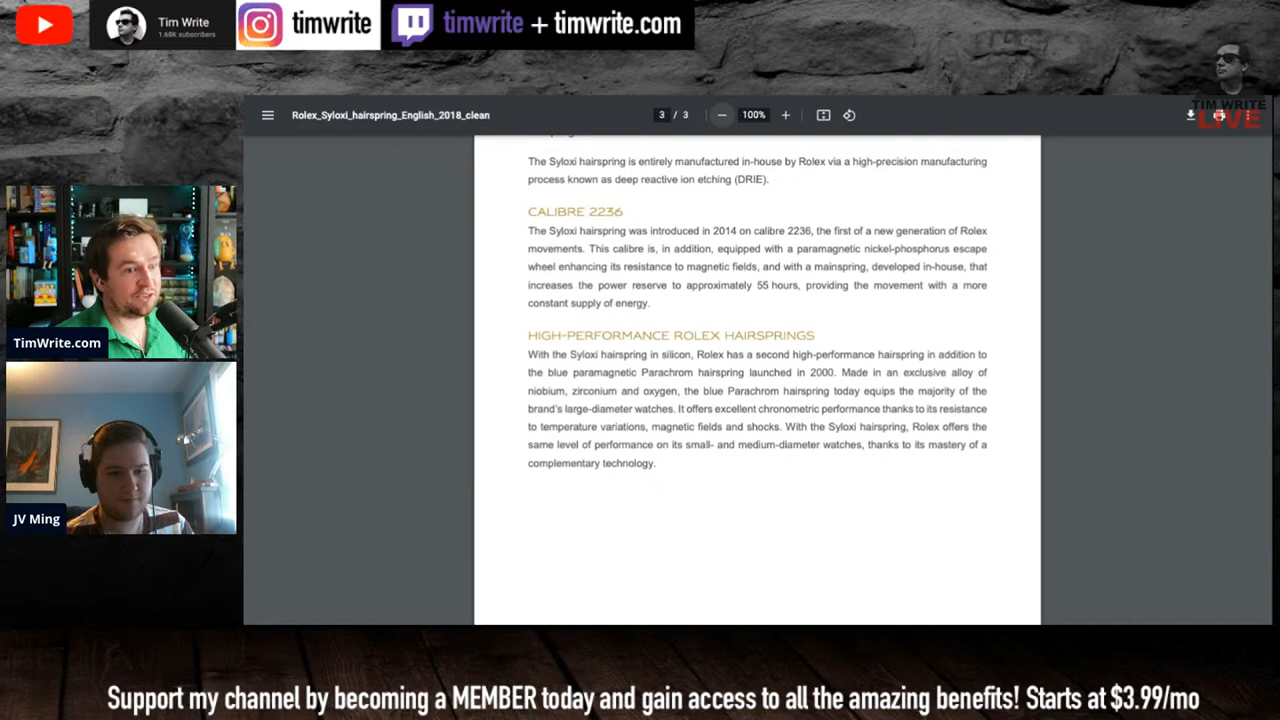 Tim Write
1.68K subscribers
timwrite
timwrite + timwrite.com
TIM WRITE
LIVE
Rolex_Syloxi_hairspring_English_2018_clean
3 / 3
100%
The Syloxi hairspring is entirely manufactured in-house by Rolex via a high-precision manufacturing
process known as deep reactive ion etching (DRIE).
CALIBRE 2236
The Syloxi hairspring was introduced in 2014 on calibre 2236, the first of a new generation of Rolex
movements. This calibre is, in addition, equipped with a paramagnetic nickel-phosphorus escape
wheel enhancing its resistance to magnetic fields, and with a mainspring, developed in-house, that
increases the power reserve to approximately 55 hours, providing the movement with a more
constant supply of energy.
HIGH-PERFORMANCE ROLEX HAIRSPRINGS
With the Syloxi hairspring in silicon, Rolex has a second high-performance hairspring in addition to
the blue paramagnetic Parachrom hairspring launched in 2000. Made in an exclusive alloy of
niobium, zirconium and oxygen, the blue Parachrom hairspring today equips the majority of the
brand's large-diameter watches. It offers excellent chronometric performance thanks to its resistance
to temperature variations, magnetic fields and shocks. With the Syloxi hairspring, Rolex offers the
same level of performance on its small- and medium-diameter watches, thanks to its mastery of a
complementary technology.
TimWrite.com
JV Ming
Support my channel by becoming a MEMBER today and gain access to all the amazing benefits! Starts at $3.99/mo